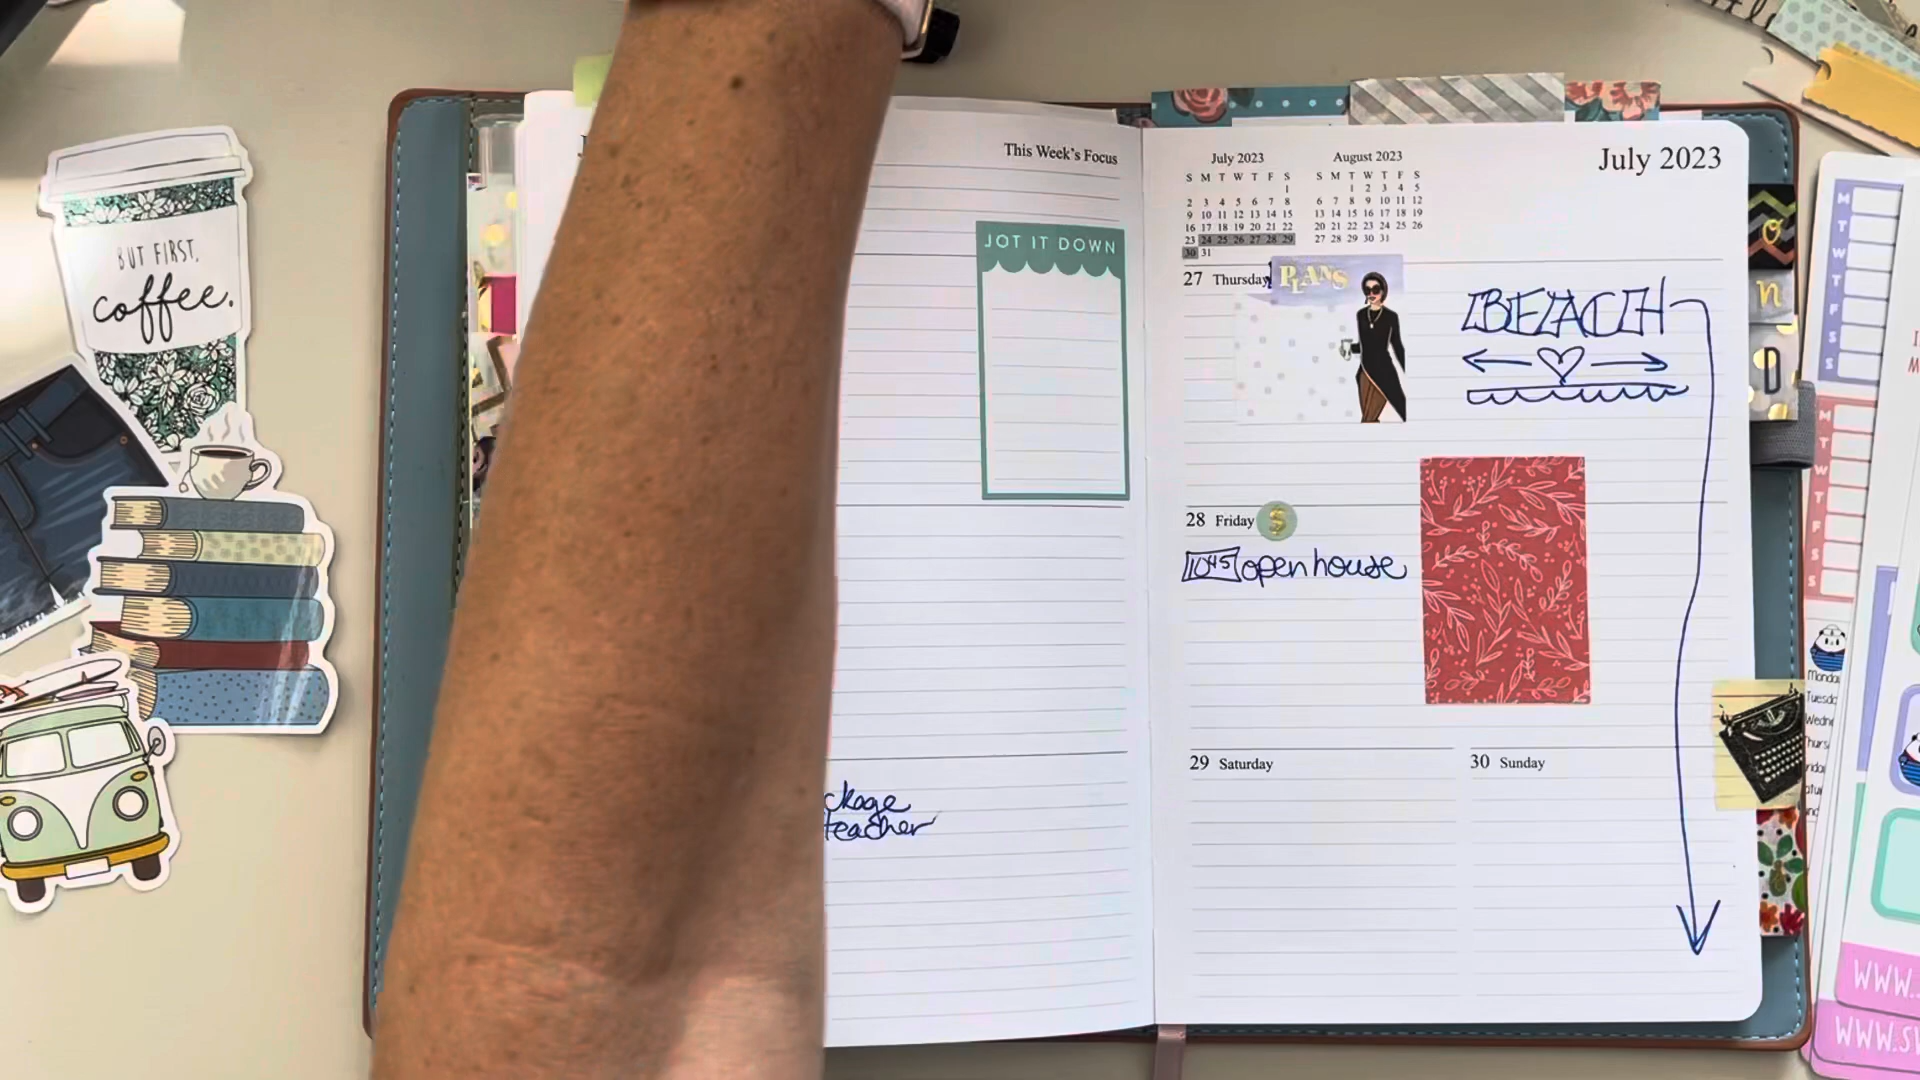 BUT FIRST,
coffee.
This Week's Focus
JOT IT DOWN
ckage
teacher
July 2023
August 2023
July 2023
S M T W T F S
1
2 3 4 5 6 7 8
9 10 11 12 13 14 15
16 17 18 19 20 21 22
23 24 25 26 27 28 29
30 31
S M T W T F S
1 2 3 4 5
6 7 8 9 10 11 12
13 14 15 16 17 18 19
20 21 22 23 24 25 26
27 28 29 30 31
27 Thursday
PLANS
BEACH
28 Friday
$
1045 open house
29 Saturday
30 Sunday
o
n
D
M
T
W
T
F
S
S
M
T
W
T
F
S
S
WWW.
WWW.S